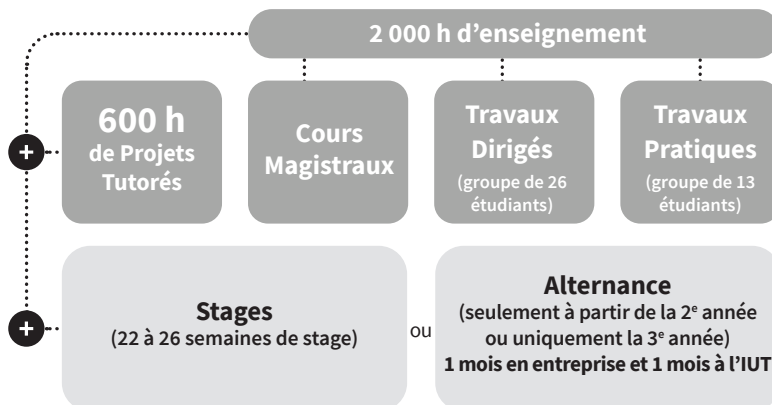 2 000 h d’enseignement
600 h
de Projets
Tutorés
Cours
Magistraux
Travaux
Dirigés
(groupe de 26
étudiants)
Travaux
Pratiques
(groupe de 13
étudiants)
+
Stages
(22 à 26 semaines de stage)
ou
Alternance
(seulement à partir de la 2e année
ou uniquement la 3e année)
1 mois en entreprise et 1 mois à l’IUT
+